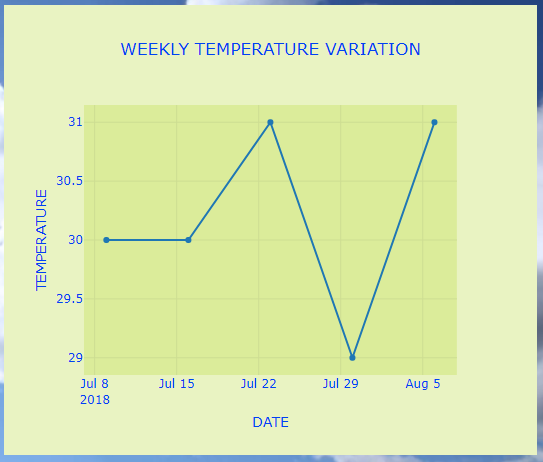 WEEKLY TEMPERATURE VARIATION
31
30.5
30
29.5
29
TEMPERATURE
Jul 8 Jul 15 Jul 22 Jul 29 Aug 5
2018
DATE